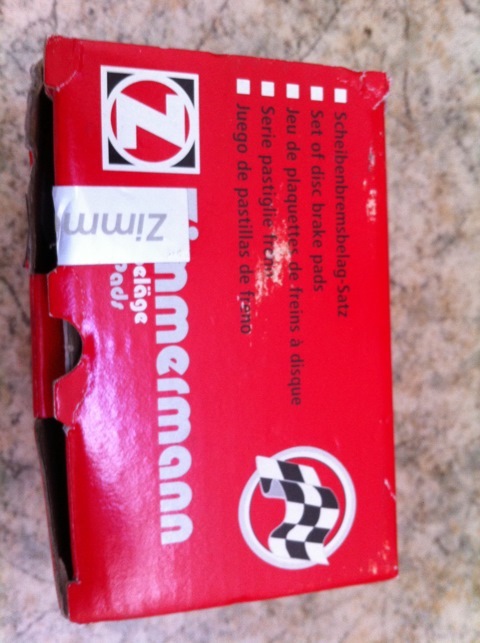 Z
Zimm
immermann
eläge
Pads
Scheibenbremsbelag-Satz
Set of disc brake pads
Jeu de plaquettes de freins à disque
Serie pastiglie freno
Juego de pastillas de freno